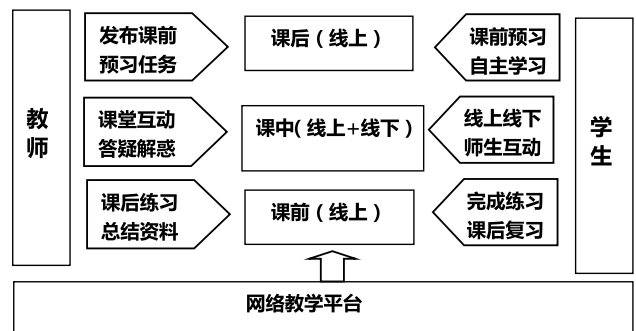 发布课前
预习任务
课后（线上）
课前预习
自主学习
教
师
课堂互动
答疑解惑
课中（线上+线下）
线上线下
师生互动
学
生
课后练习
总结资料
课前（线上）
完成练习
课后复习
网络教学平台